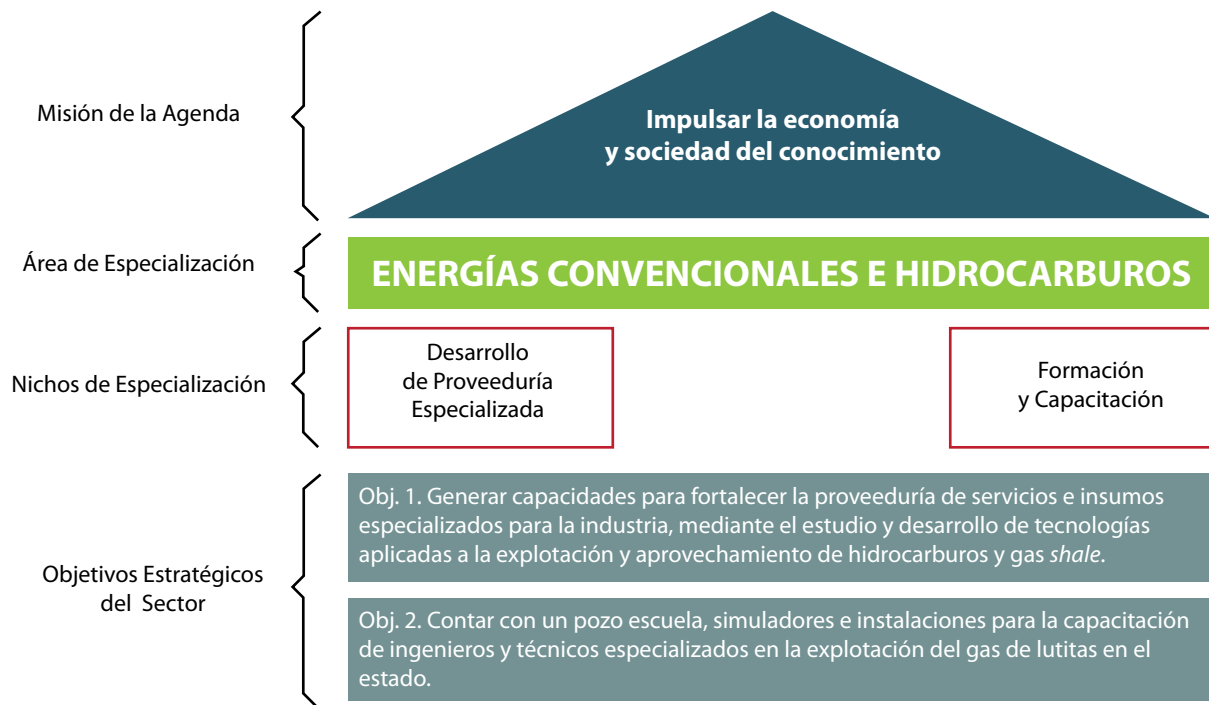 Misión de la Agenda
Impulsar la economía
y sociedad del conocimiento
Área de Especialización
ENERGÍAS CONVENCIONALES E HIDROCARBUROS
Nichos de Especialización
Desarrollo
de Proveeduría
Especializada
Formación
y Capacitación
Objetivos Estratégicos
del Sector
Obj. 1. Generar capacidades para fortalecer la proveeduría de servicios e insumos
especializados para la industria, mediante el estudio y desarrollo de tecnologías
aplicadas a la explotación y aprovechamiento de hidrocarburos y gas shale.
Obj. 2. Contar con un pozo escuela, simuladores e instalaciones para la capacitación
de ingenieros y técnicos especializados en la explotación del gas de lutitas en el
estado.